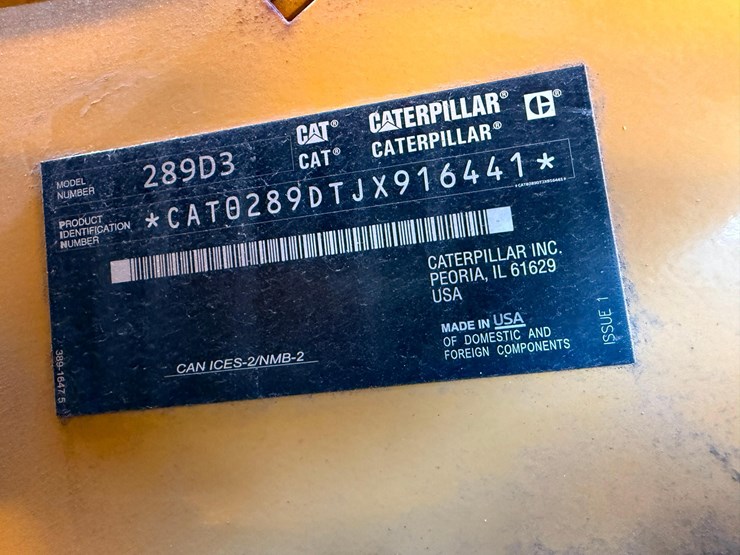 CAT® CATERPILLAR®
CAT® CATERPILLAR®
MODEL NUMBER 289D3
PRODUCT IDENTIFICATION NUMBER *CAT0289DTJX916441*
CATERPILLAR INC.
PEORIA, IL 61629
USA
MADE IN USA
OF DOMESTIC AND
FOREIGN COMPONENTS
CAN ICES-2/NMB-2
389-1647 5
ISSUE 1